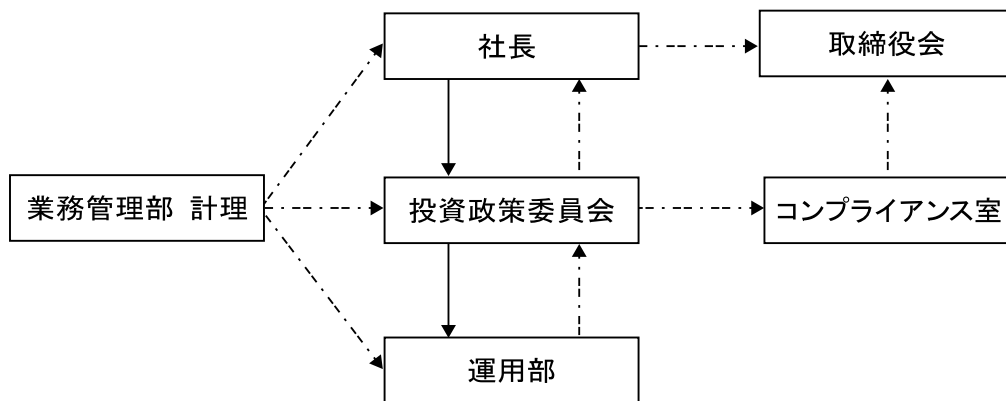 社長
取締役会
業務管理部 計理
投資政策委員会
コンプライアンス室
運用部